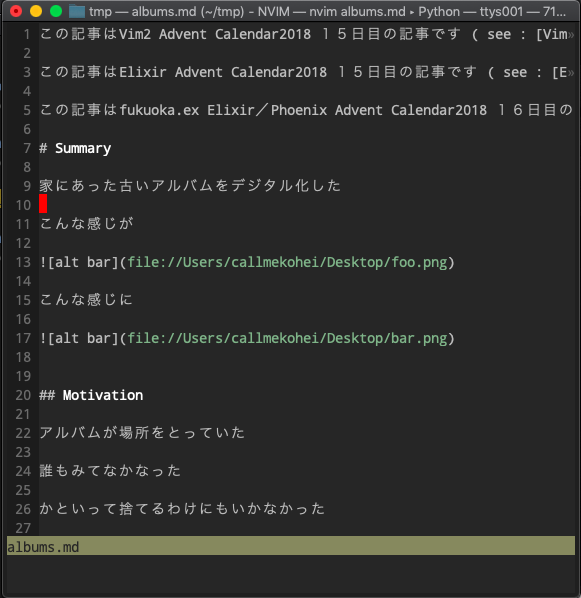 tmp — albums.md (~/tmp) - NVIM — nvim albums.md ▸ Python — ttys001 — 71...
1 この記事はVim2 Advent Calendar2018 １５日目の記事です ( see : [Vim»
2
3 この記事はElixir Advent Calendar2018 １５日目の記事です ( see : [E»
4
5 この記事はfukuoka.ex Elixir／Phoenix Advent Calendar2018 １６日目の
6
7 # Summary
8
9 家にあった古いアルバムをデジタル化した
10
11 こんな感じが
12
13 ![alt bar](file://Users/callmekohei/Desktop/foo.png)
14
15 こんな感じに
16
17 ![alt bar](file://Users/callmekohei/Desktop/bar.png)
18
19
20 ## Motivation
21
22 アルバムが場所をとっていた
23
24 誰もみてなかなった
25
26 かといって捨てるわけにもいかなかった
27
albums.md